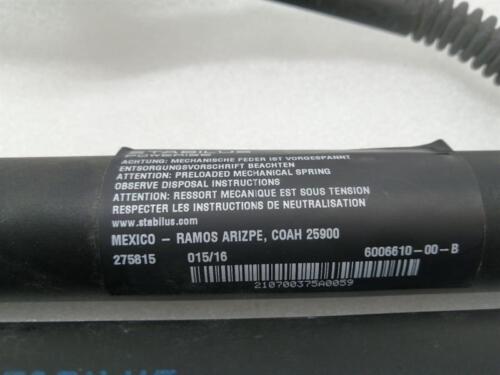 STABILUS
POWERISE
ACHTUNG: MECHANISCHE FEDER IST VORGESPANNT
ENTSORGUNGSVORSCHRIFT BEACHTEN
ATTENTION: PRELOADED MECHANICAL SPRING
OBSERVE DISPOSAL INSTRUCTIONS
ATTENTION: RESSORT MECANIQUE EST SOUS TENSION
RESPECTER LES INSTRUCTIONS DE NEUTRALISATION
www.stabilus.com
MEXICO - RAMOS ARIZPE, COAH 25900
275815 015/16 6006610-00-B
210700375A0059